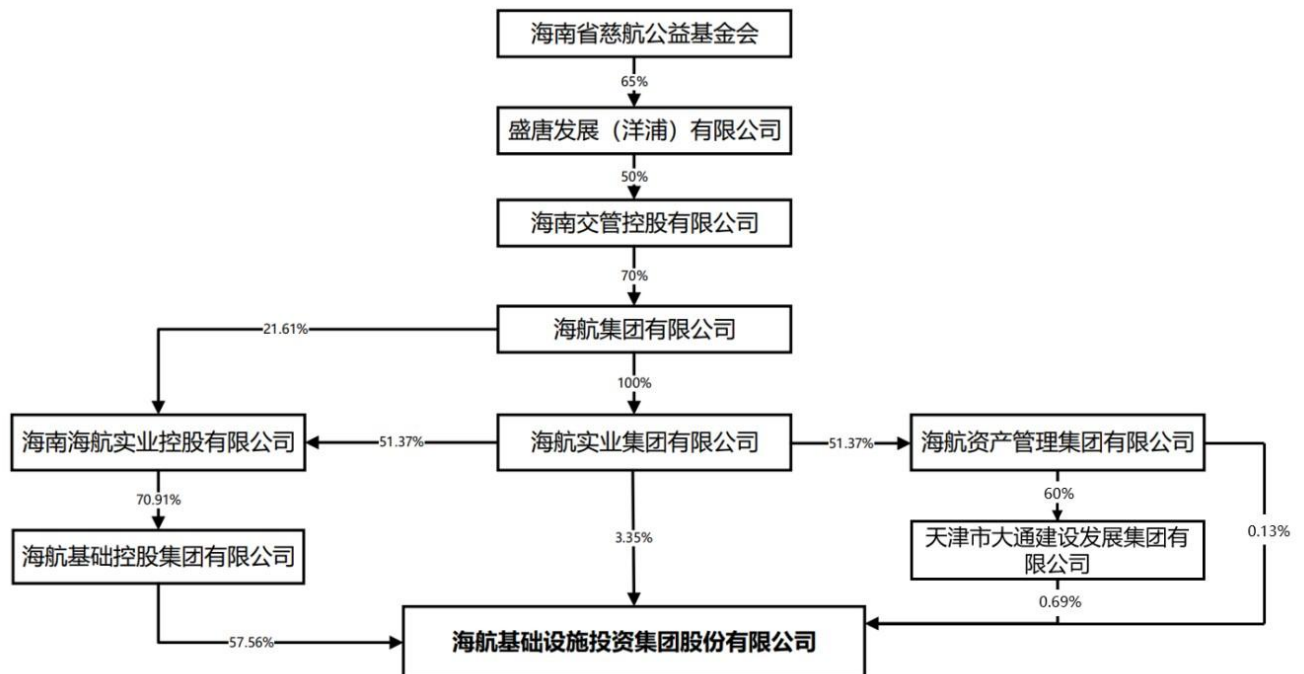 海南省慈航公益基金会
65%
盛唐发展（洋浦）有限公司
50%
海南交管控股有限公司
70%
海航集团有限公司
21.61%
100%
海南海航实业控股有限公司
51.37%
海航实业集团有限公司
51.37%
海航资产管理集团有限公司
70.91%
60%
海航基础控股集团有限公司
3.35%
天津市大通建设发展集团有
限公司
0.13%
0.69%
57.56%
海航基础设施投资集团股份有限公司